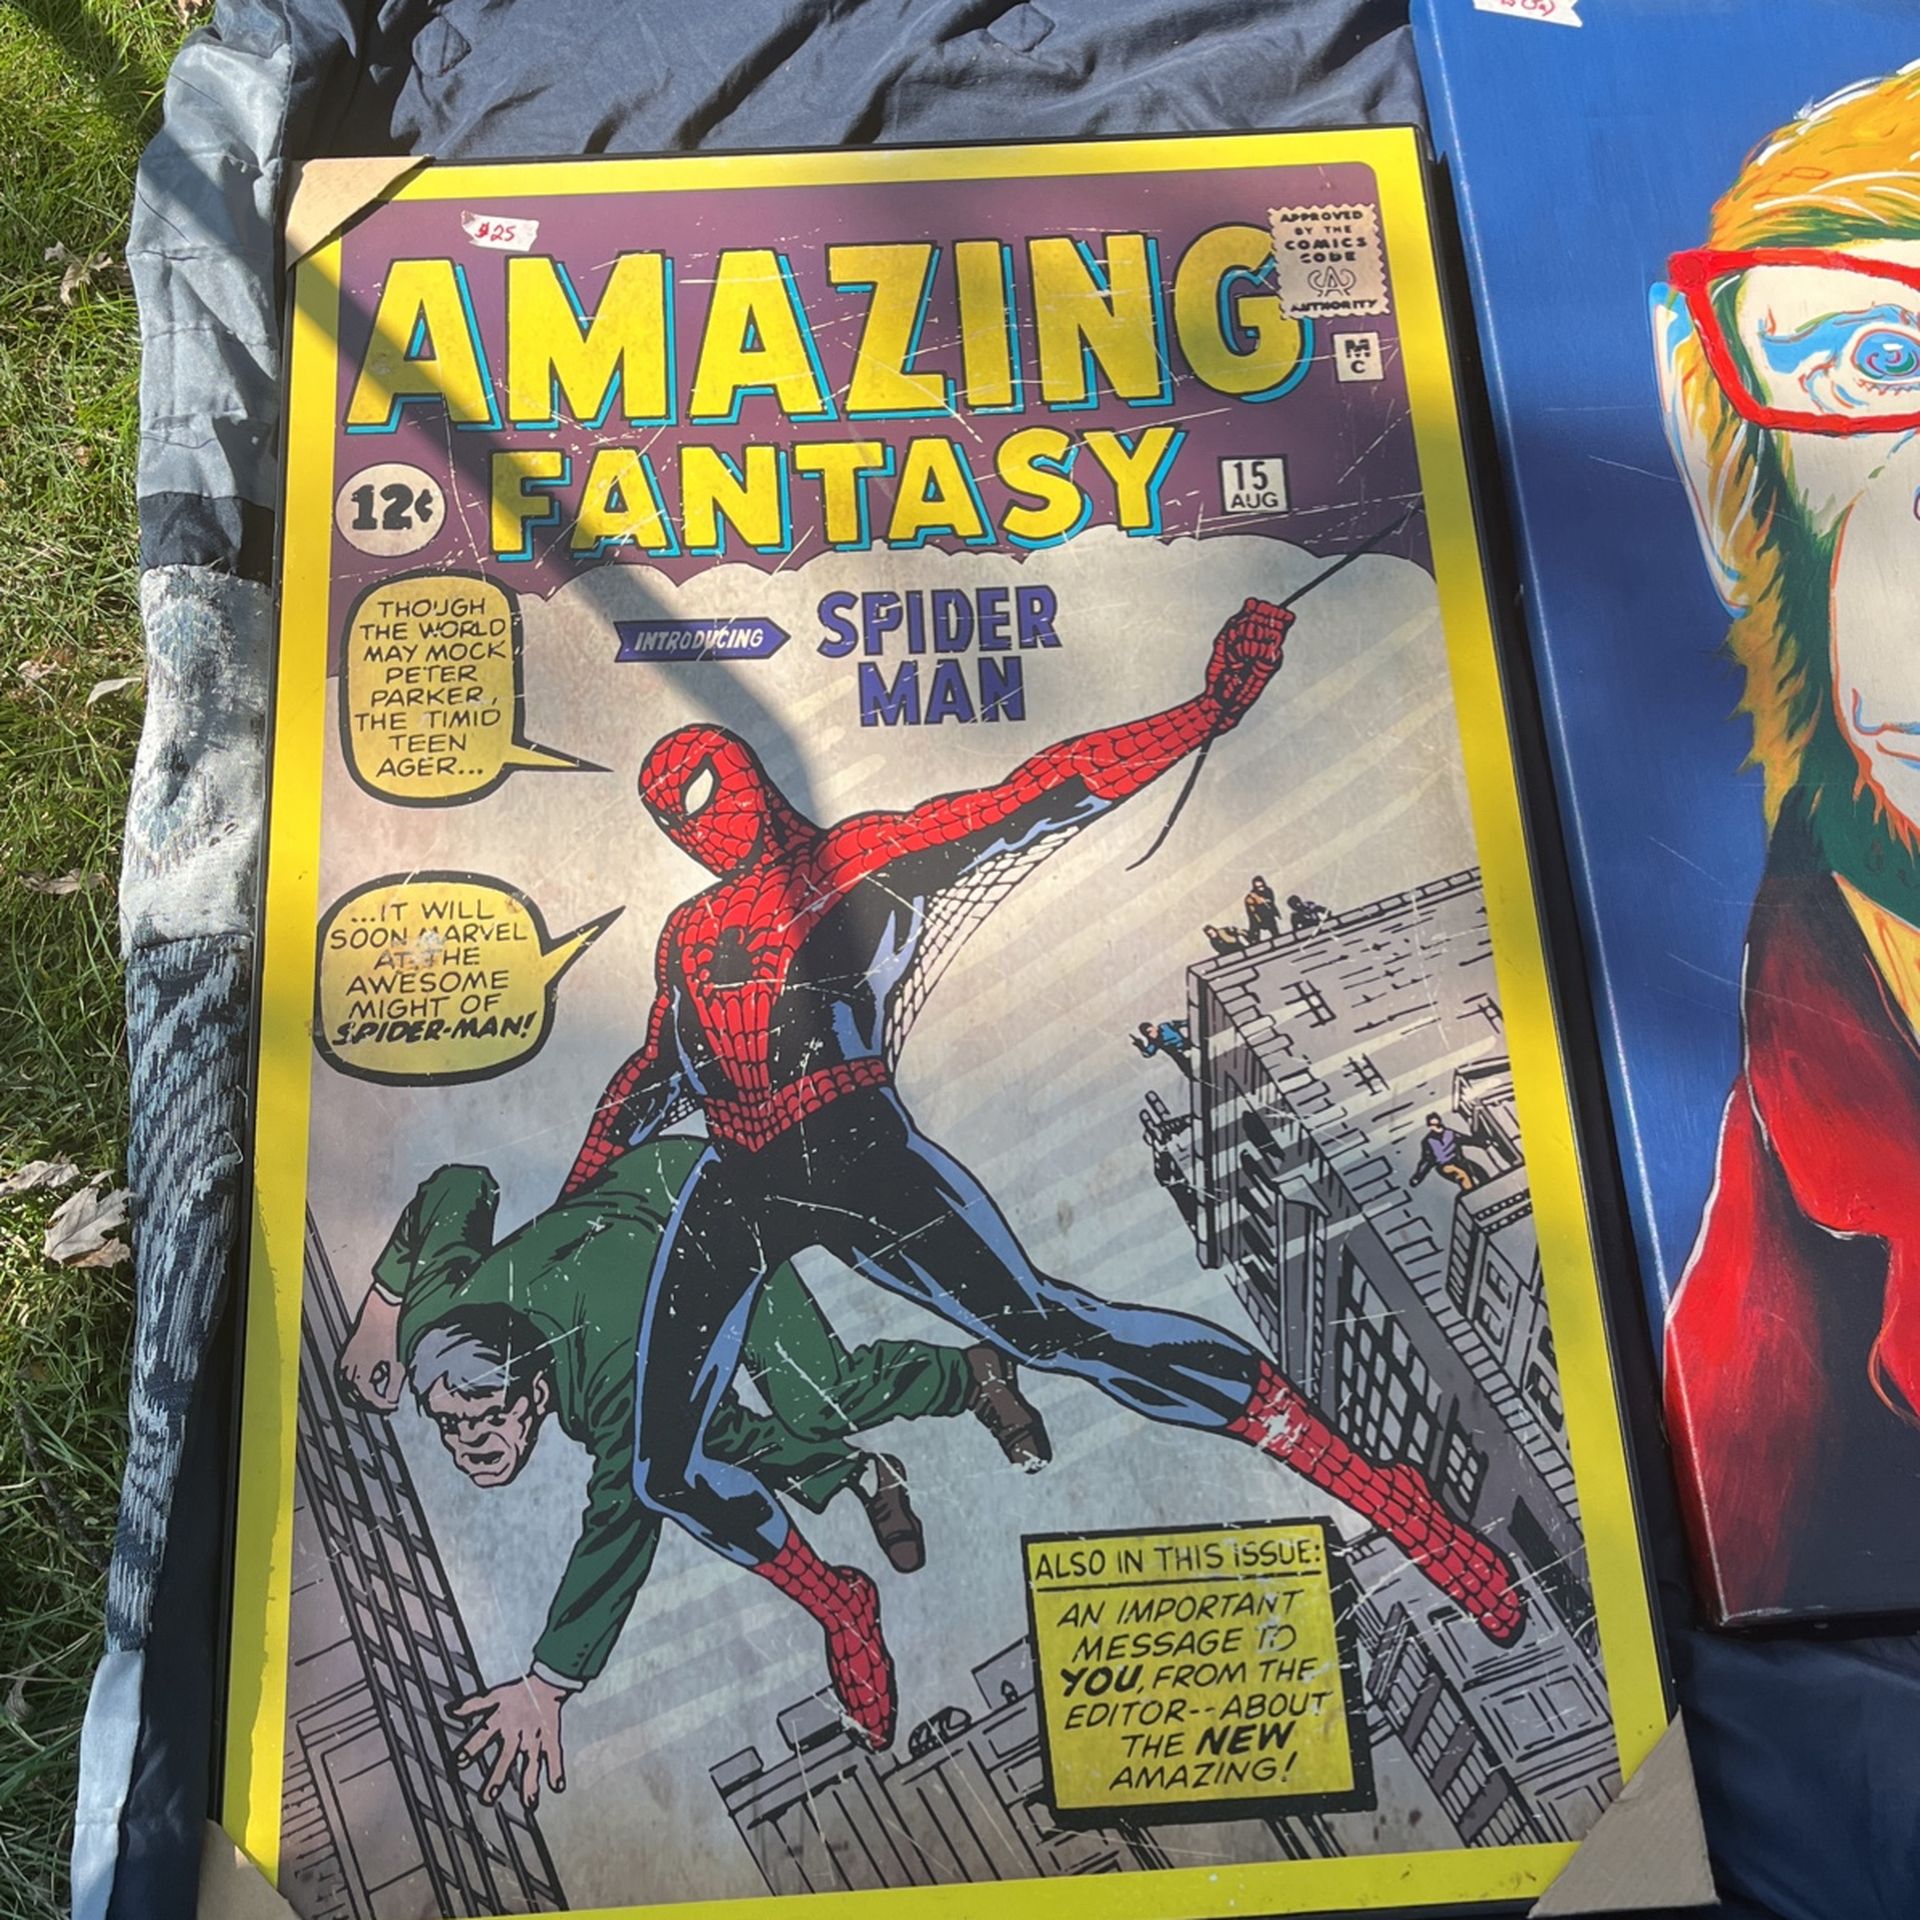 $25
AMAZING
FANTASY
APPROVED
BY THE
COMICS
CODE
A
AUTHORITY
M
C
12¢
15
AUG
INTRODUCING
SPIDER
MAN
THOUGH
THE WORLD
MAY MOCK
PETER
PARKER,
THE TIMID
TEEN
AGER...
...IT WILL
SOON MARVEL
AT THE
AWESOME
MIGHT OF
SPIDER-MAN!
ALSO IN THIS ISSUE:
AN IMPORTANT
MESSAGE TO
YOU, FROM THE
EDITOR--ABOUT
THE NEW
AMAZING!